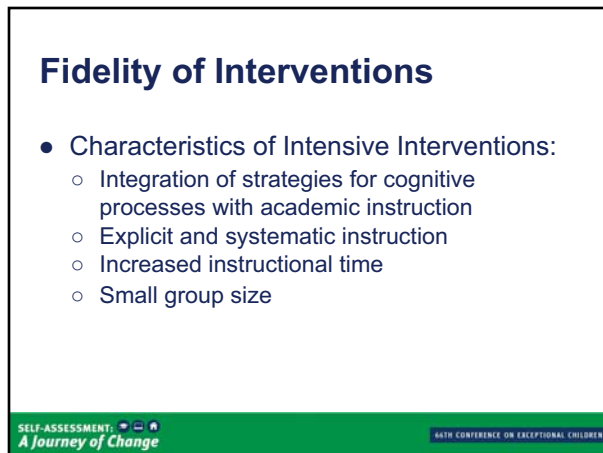 Fidelity of Interventions
● Characteristics of Intensive Interventions:
○ Integration of strategies for cognitive
processes with academic instruction
○ Explicit and systematic instruction
○ Increased instructional time
○ Small group size
SELF-ASSESSMENT:
A Journey of Change
66TH CONFERENCE ON EXCEPTIONAL CHILDREN